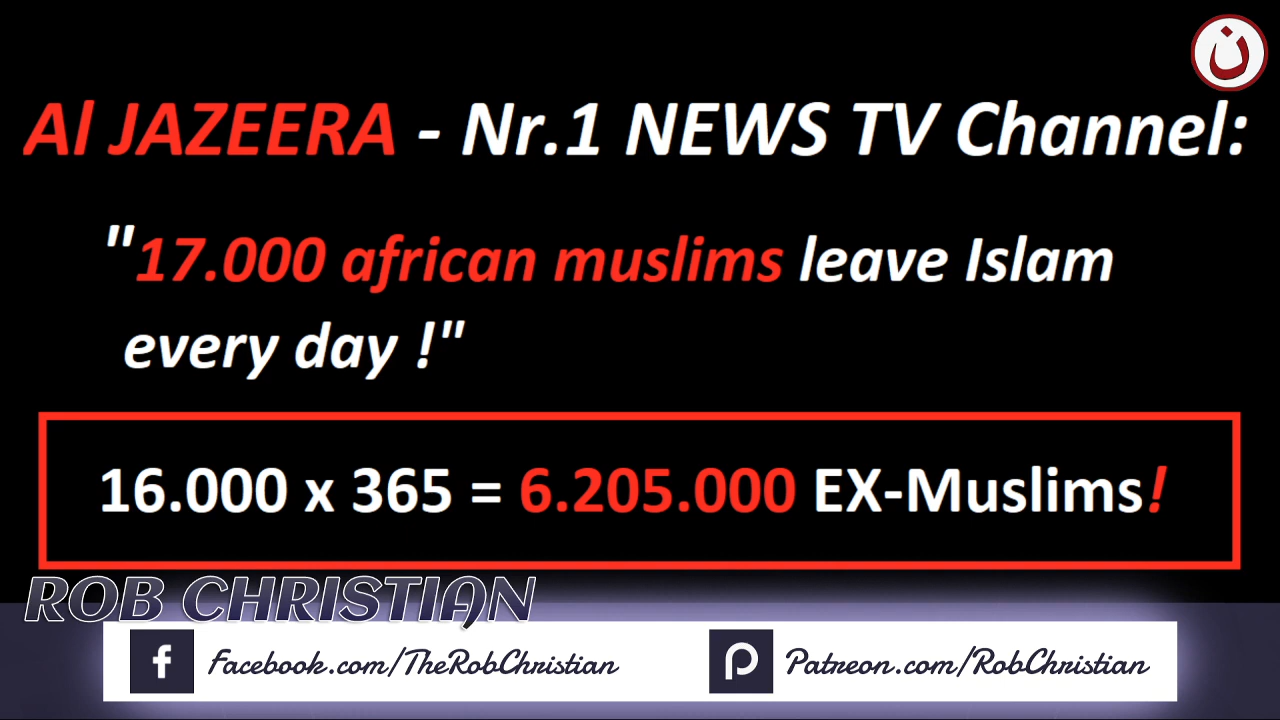 ن
Al JAZEERA - Nr.1 NEWS TV Channel:
"17.000 african muslims leave Islam
every day !"
16.000 x 365 = 6.205.000 EX-Muslims!
ROB CHRISTIAN
Facebook.com/TheRobChristian
Patreon.com/RobChristian